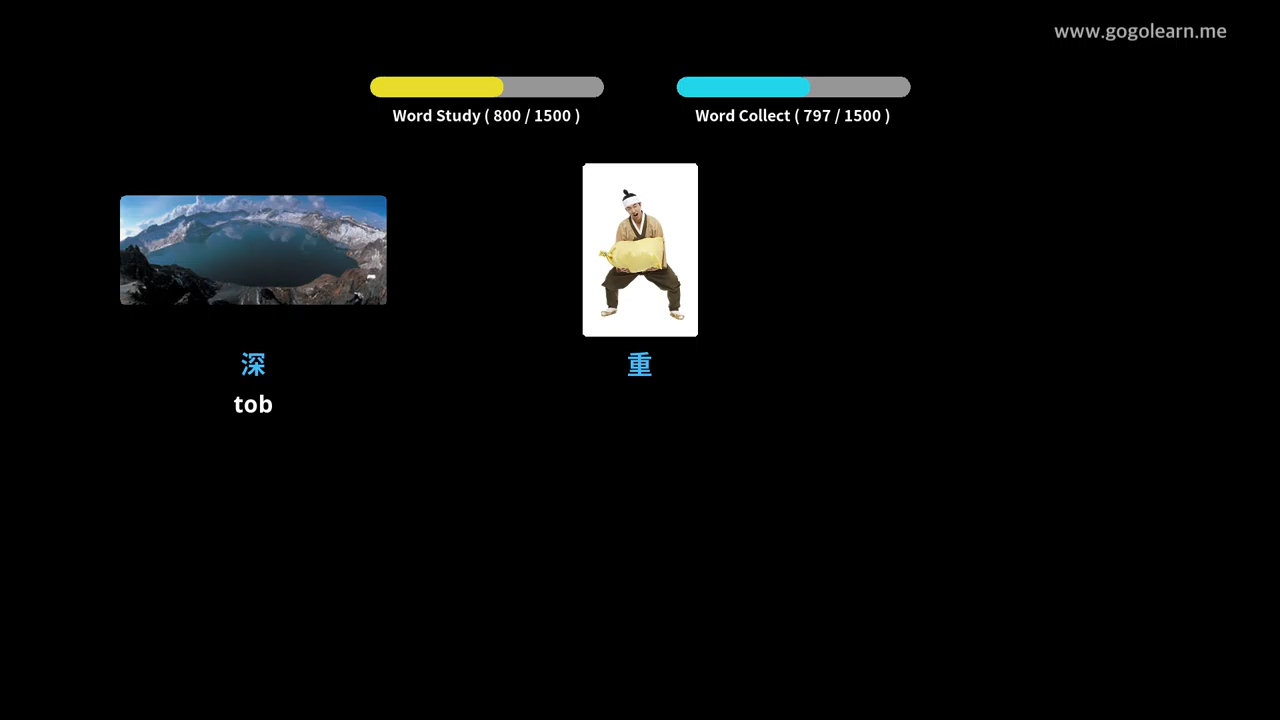 www.gogolearn.me
Word Study ( 800 / 1500 )
Word Collect ( 797 / 1500 )
深
tob
重